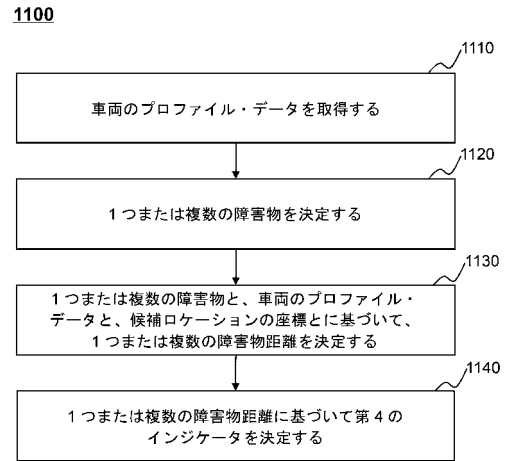 1100
1110
車両のプロファイル・データを取得する
1120
1つまたは複数の障害物を決定する
1130
1つまたは複数の障害物と、車両のプロファイル・
データと、候補ロケーションの座標とに基づいて、
1つまたは複数の障害物距離を決定する
1140
1つまたは複数の障害物距離に基づいて第4の
インジケータを決定する